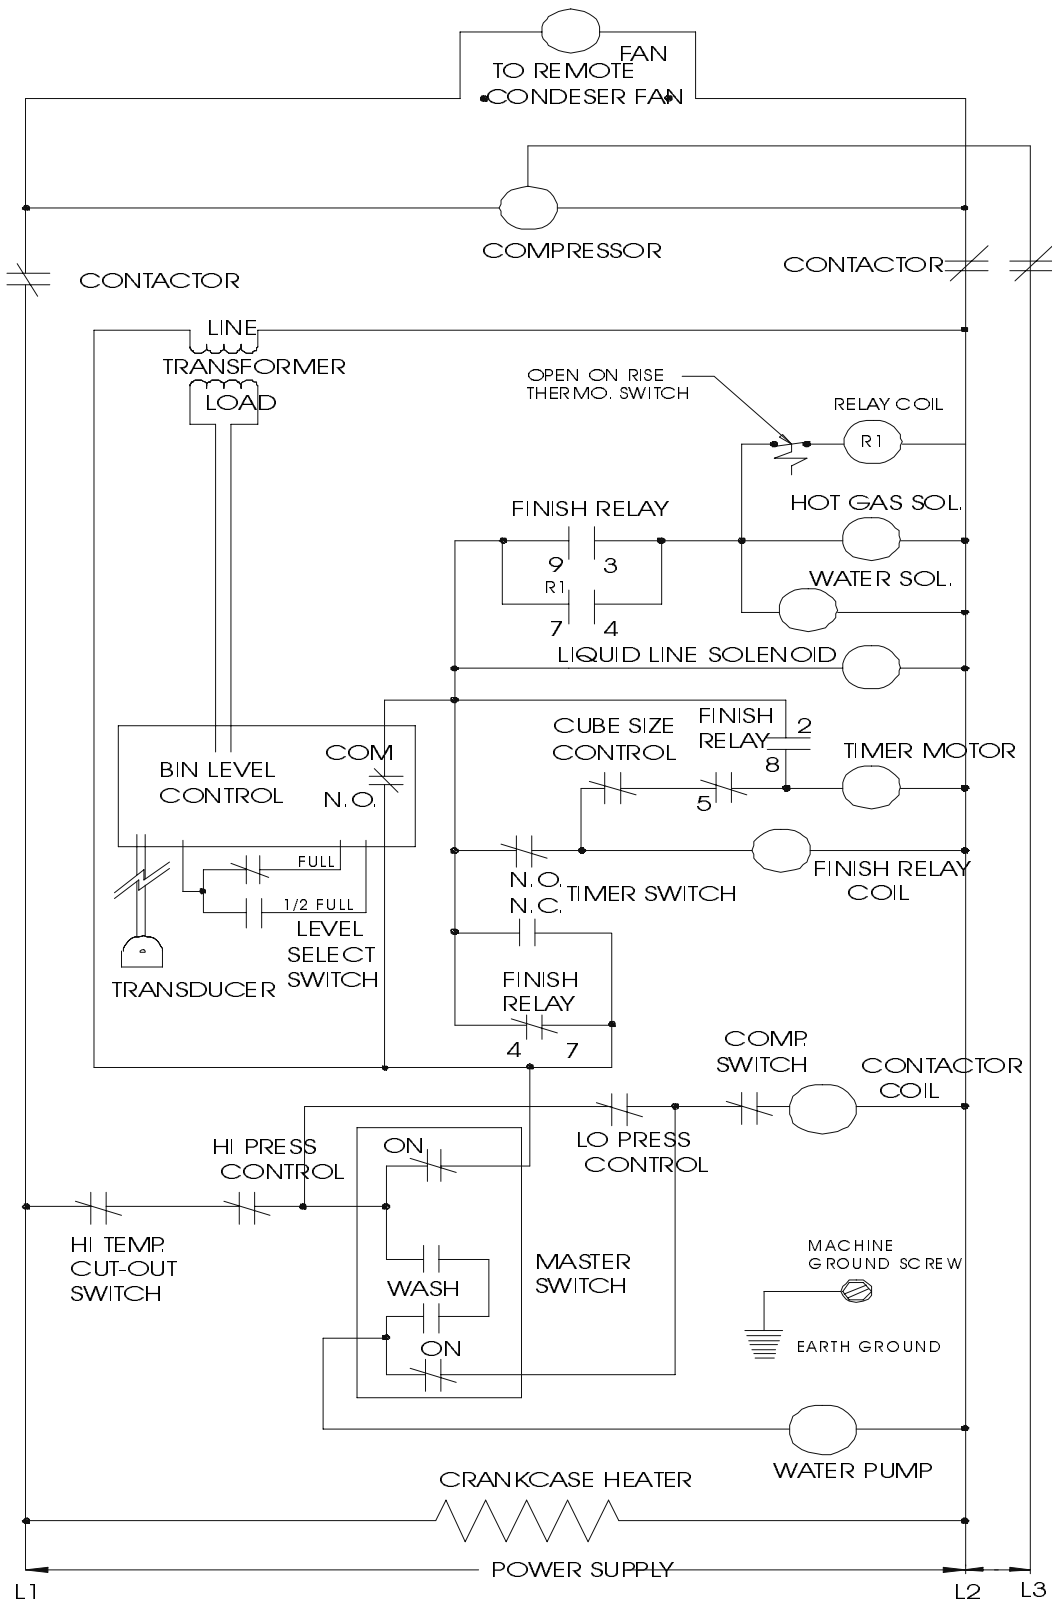 FAN
TO REMOTE
CONDESER FAN
COMPRESSOR
CONTACTOR
CONTACTOR
LINE
TRANSFORMER
LOAD
OPEN ON RISE
THERMO. SWITCH
RELAY COIL
R1
FINISH RELAY
HOT GAS SOL.
9 3
R1
WATER SOL.
7 4
LIQUID LINE SOLENOID
CUBE SIZE
CONTROL
FINISH
RELAY
2
8
5
TIMER MOTOR
COM
BIN LEVEL
CONTROL
N.O.
FULL
1/2 FULL
LEVEL
SELECT
SWITCH
TRANSDUCER
N.O.
TIMER SWITCH
N.C.
FINISH RELAY
COIL
FINISH
RELAY
4 7
COMP.
SWITCH
CONTACTOR
COIL
HI PRESS
CONTROL
ON
LO PRESS
CONTROL
HI TEMP.
CUT-OUT
SWITCH
WASH
MASTER
SWITCH
ON
MACHINE
GROUND SCREW
EARTH GROUND
WATER PUMP
CRANKCASE HEATER
POWER SUPPLY
L1
L2
L3